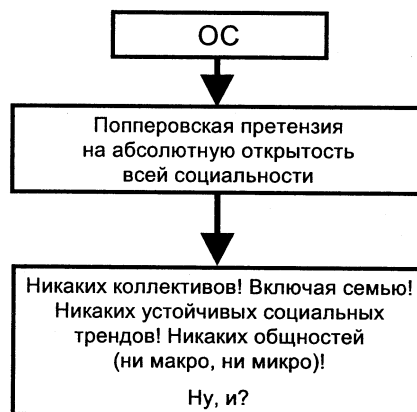 ОС
Попперовская претензия
на абсолютную открытость
всей социальности
Никаких коллективов! Включая семью!
Никаких устойчивых социальных
трендов! Никаких общностей
(ни макро, ни микро)!
Ну, и?